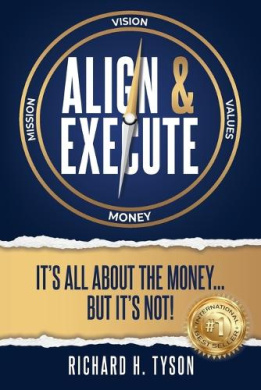 VISION
MISSION
ALIGN &
EXECUTE
VALUES
MONEY
IT'S ALL ABOUT THE MONEY...
BUT IT'S NOT!
INTERNATIONAL
#1
BEST SELLER
RICHARD H. TYSON